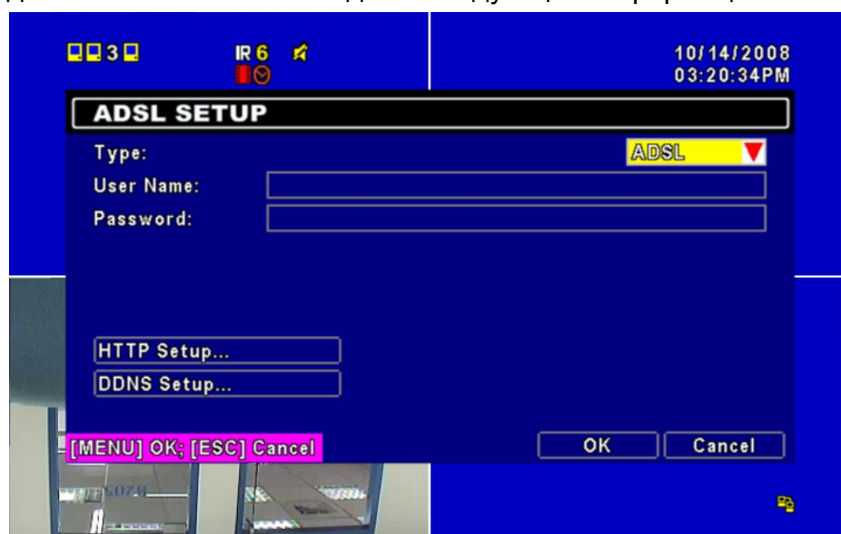 3 IR 6 10/14/2008
03:20:34PM
ADSL SETUP
Type: ADSL
User Name:
Password:
HTTP Setup...
DDNS Setup...
[MENU] OK; [ESC] Cancel OK Cancel